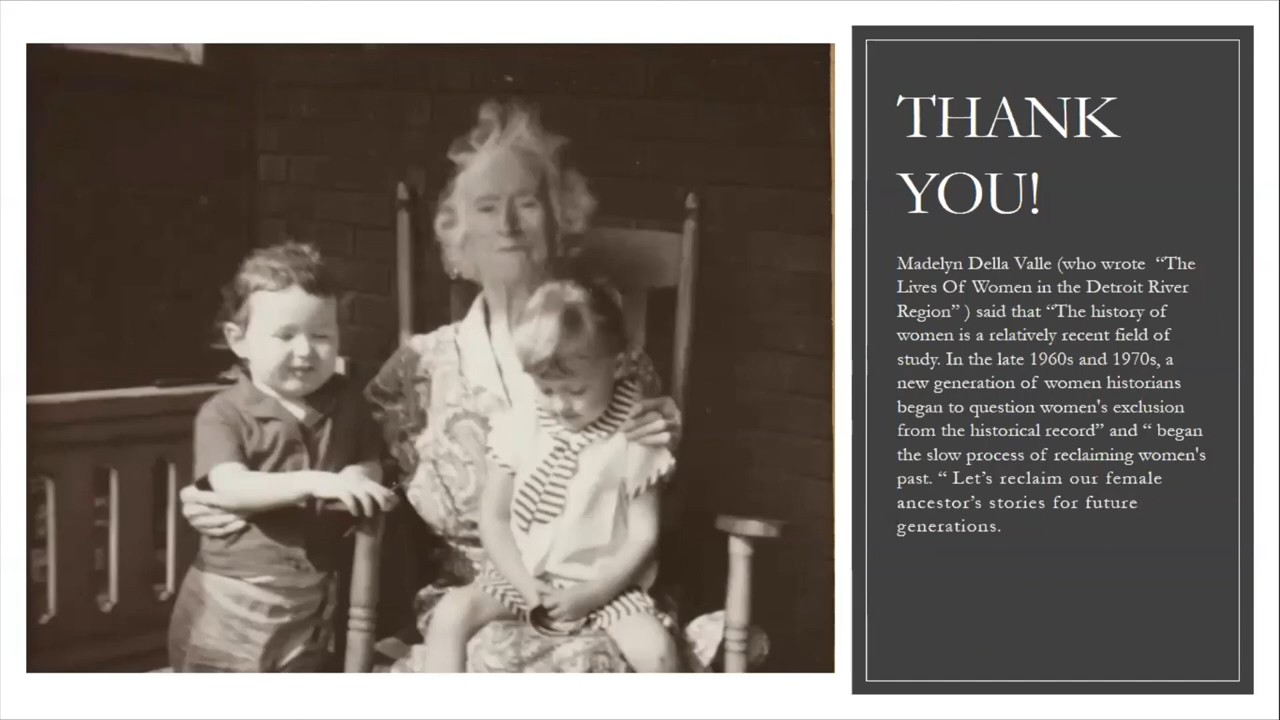 THANK
YOU!
Madelyn Della Valle (who wrote “The
Lives Of Women in the Detroit River
Region” ) said that “The history of
women is a relatively recent field of
study. In the late 1960s and 1970s, a
new generation of women historians
began to question women's exclusion
from the historical record” and “ began
the slow process of reclaiming women's
past. “ Let’s reclaim our female
ancestor’s stories for future
generations.